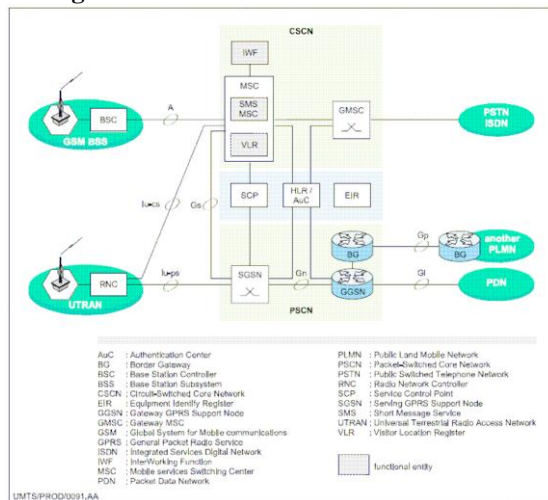 CSCN
IWF
MSC
SMS
MSC
VLR
GMSC
PSTN
ISDN
BSC
A
GSM BSS
Iu-cs
Gs
SCP
HLR /
AuC
EIR
BG
Gp
BG
another
PLMN
RNC
Iu-ps
SGSN
Gn
GGSN
Gi
PDN
UTRAN
PSCN
AuC : Authentication Center
BG : Border Gateway
BSC : Base Station Controller
BSS : Base Station Subsystem
CSCN : Circuit-Switched Core Network
EIR : Equipment Identify Register
GGSN : Gateway GPRS Support Node
GMSC : Gateway MSC
GSM : Global System for Mobile communications
GPRS : General Packet Radio Service
ISDN : Integrated Services Digital Network
IWF : InterWorking Function
MSC : Mobile services Switching Center
PDN : Packet Data Network
PLMN : Public Land Mobile Network
PSCN : Packet-Switched Core Network
PSTN : Public Switched Telephone Network
RNC : Radio Network Controller
SCP : Service Control Point
SGSN : Serving GPRS Support Node
SMS : Short Message Service
UTRAN : Universal Terrestrial Radio Access Network
VLR : Visitor Location Register
functional entity
UMTS/PROD/0091,AA